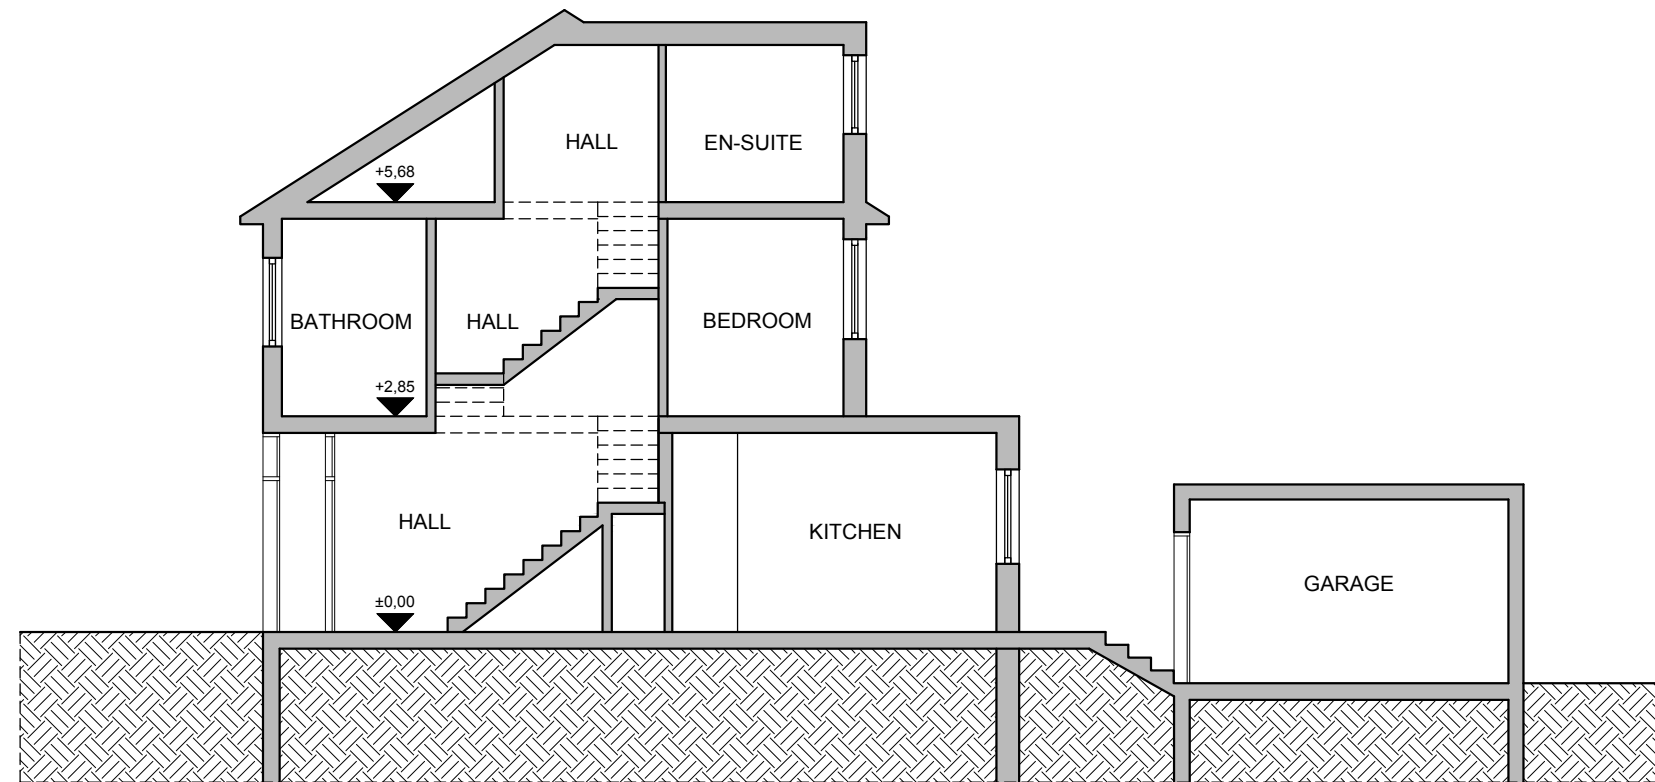 HALL
EN-SUITE
+5,68
BATHROOM
HALL
BEDROOM
+2,85
HALL
KITCHEN
GARAGE
±0,00